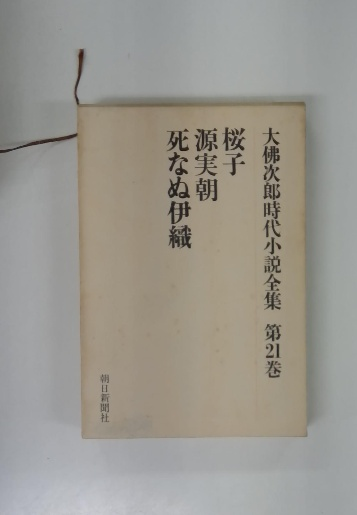 大佛次郎時代小説全集 第21巻
桜子
源実朝
死なぬ伊織
朝日新聞社